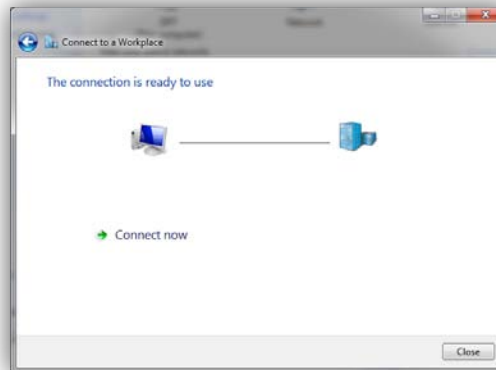 Connect to a Workplace
The connection is ready to use
Connect now
Close